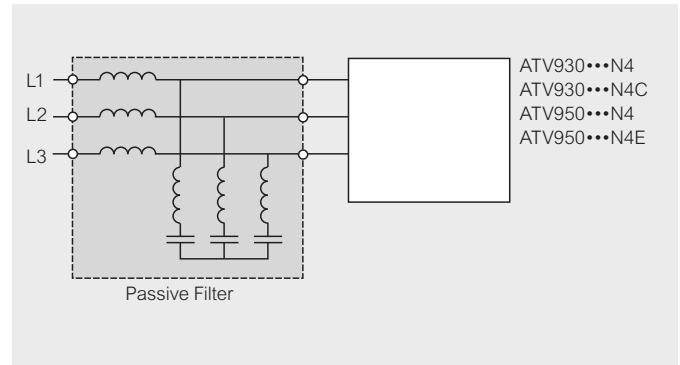 L1
L2
L3
ATV930•••N4
ATV930•••N4C
ATV950•••N4
ATV950•••N4E
Passive Filter